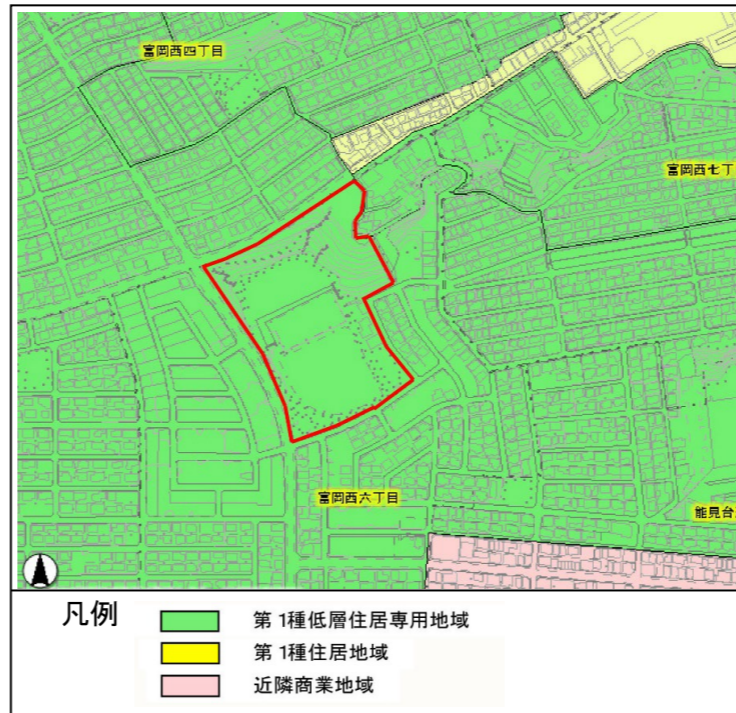 富岡西四丁目
富岡西七丁
富岡西六丁目
能見台
凡例
第1種低層住居専用地域
第1種住居地域
近隣商業地域